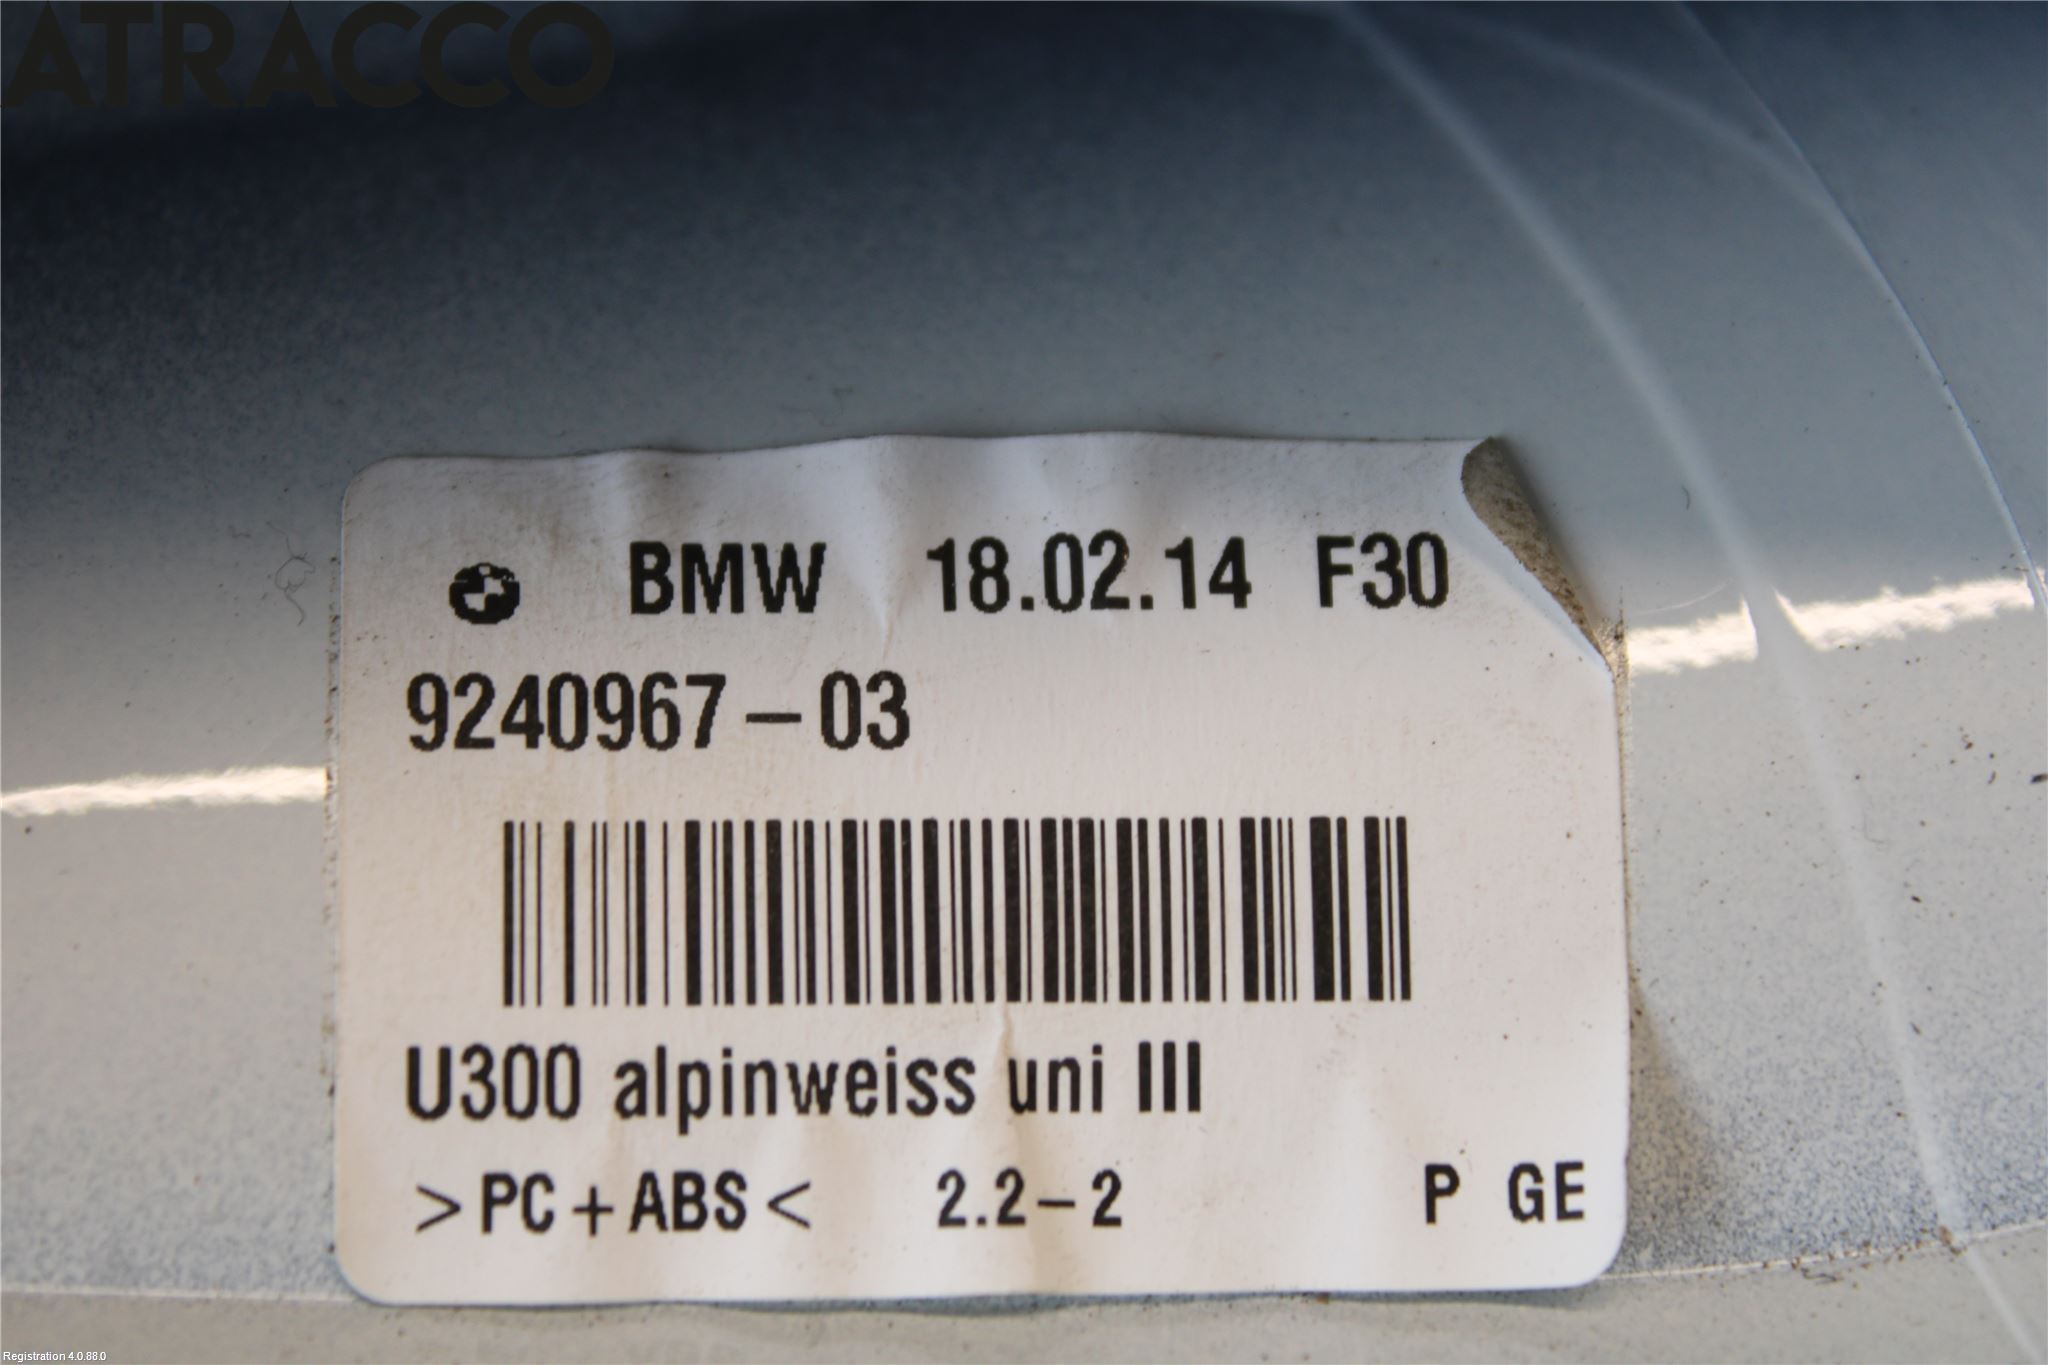 ATRACCO
BMW 18.02.14 F30
9240967-03
U300 alpinweiss uni III
>PC+ABS< 2.2-2 P GE
Registration 4.0.88.0